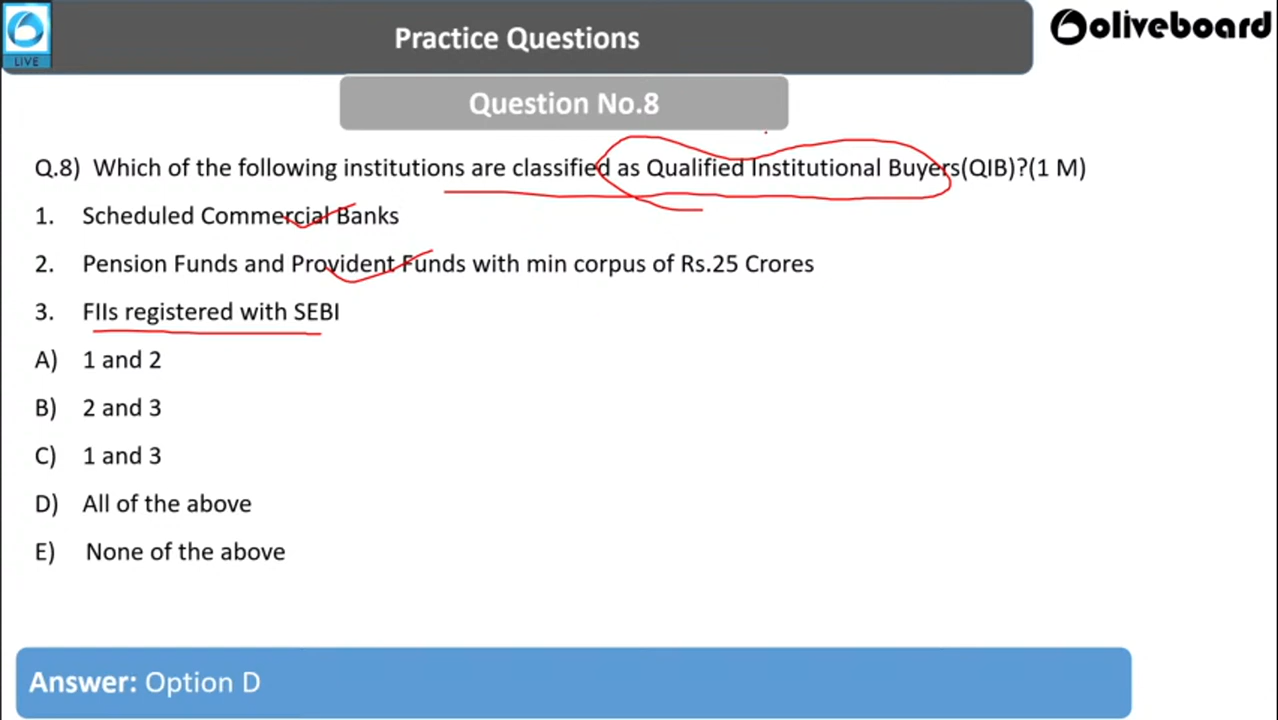 LIVE
Practice Questions
oliveboard
Question No.8
Q.8) Which of the following institutions are classified as Qualified Institutional Buyers(QIB)?(1 M)
1. Scheduled Commercial Banks
2. Pension Funds and Provident Funds with min corpus of Rs.25 Crores
3. FIIs registered with SEBI
A) 1 and 2
B) 2 and 3
C) 1 and 3
D) All of the above
E) None of the above
Answer: Option D